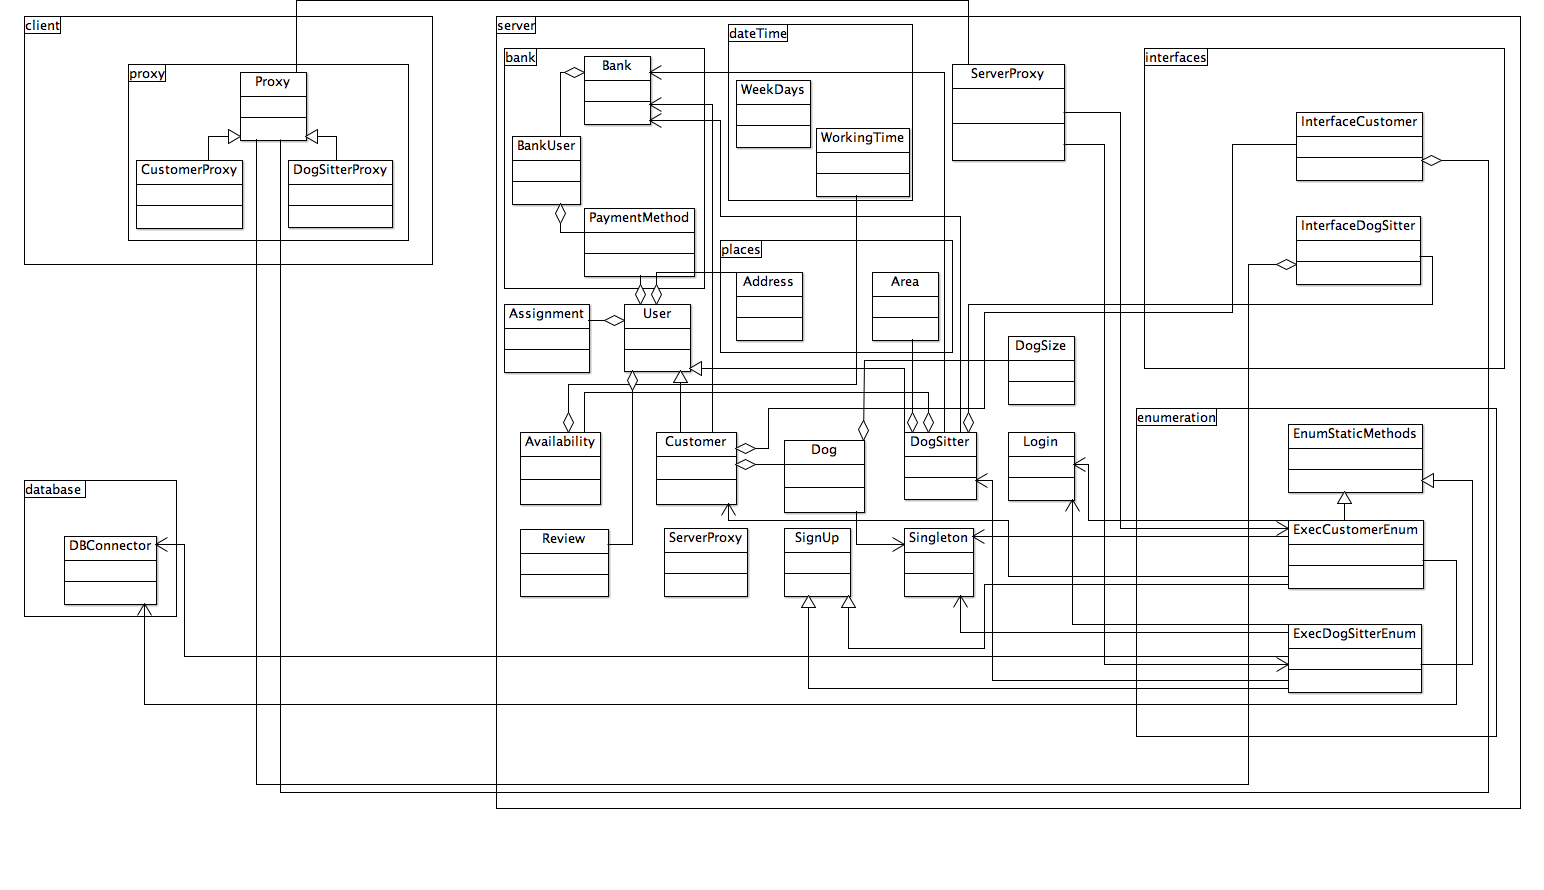 client
proxy
Proxy
CustomerProxy
DogSitterProxy
server
bank
Bank
BankUser
PaymentMethod
dateTime
WeekDays
WorkingTime
ServerProxy
interfaces
InterfaceCustomer
InterfaceDogSitter
places
Address
Area
Assignment
User
DogSize
Availability
Customer
Dog
DogSitter
Login
enumeration
EnumStaticMethods
ExecCustomerEnum
ExecDogSitterEnum
Review
ServerProxy
SignUp
Singleton
database
DBConnector